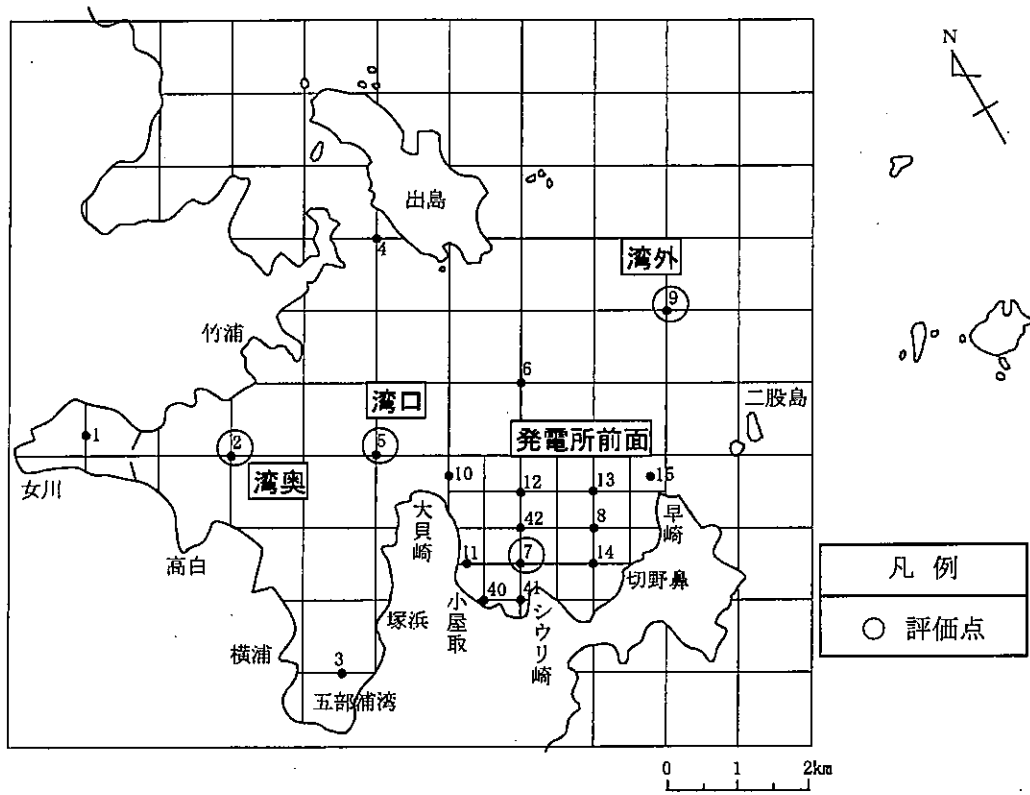 N
出島
4
湾外
9
竹浦
6
二股島
湾口
発電所前面
1
2
5
湾奥
10
12
13
15
女川
大貝崎
42
8
早崎
高白
11
7
14
切野鼻
小屋取
40
41
シウリ崎
塚浜
横浦
3
五部浦湾
凡例
○ 評価点
0 1 2km